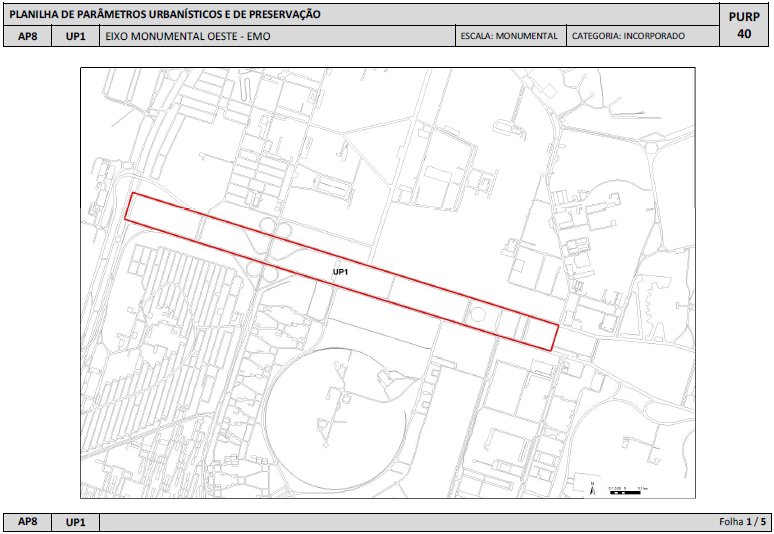 PLANILHA DE PARÂMETROS URBANÍSTICOS E DE PRESERVAÇÃO
PURP
40
AP8 UP1 EIXO MONUMENTAL OESTE - EMO ESCALA: MONUMENTAL CATEGORIA: INCORPORADO
UP1
N
AP8 UP1 Folha 1 / 5